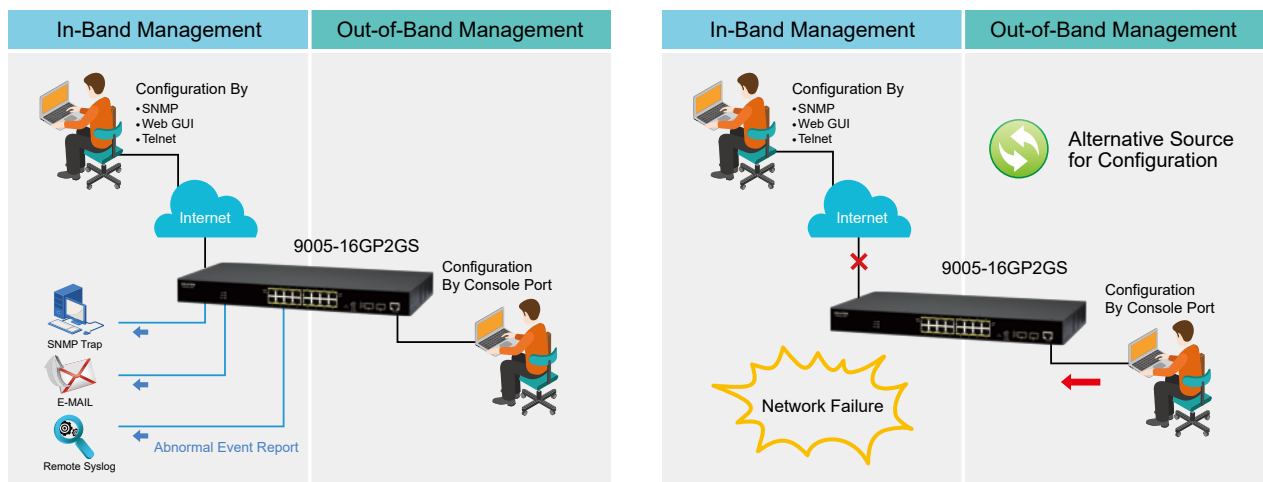 In-Band Management
Out-of-Band Management
Configuration By
•SNMP
•Web GUI
•Telnet
Internet
9005-16GP2GS
Configuration
By Console Port
SNMP Trap
E-MAIL
Remote Syslog
Abnormal Event Report
In-Band Management
Out-of-Band Management
Configuration By
•SNMP
•Web GUI
•Telnet
Alternative Source
for Configuration
Internet
9005-16GP2GS
Configuration
By Console Port
Network Failure